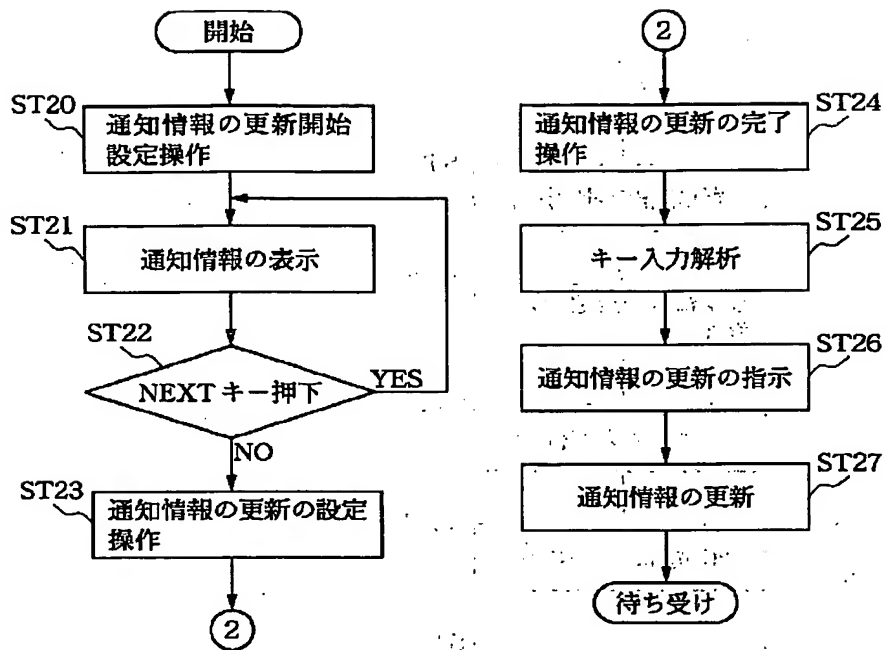 開始
ST20
通知情報の更新開始
設定操作
ST21
通知情報の表示
ST22
NEXTキー押下
YES
NO
ST23
通知情報の更新の設定
操作
2
2
ST24
通知情報の更新の完了
操作
ST25
キー入力解析
ST26
通知情報の更新の指示
ST27
通知情報の更新
待ち受け